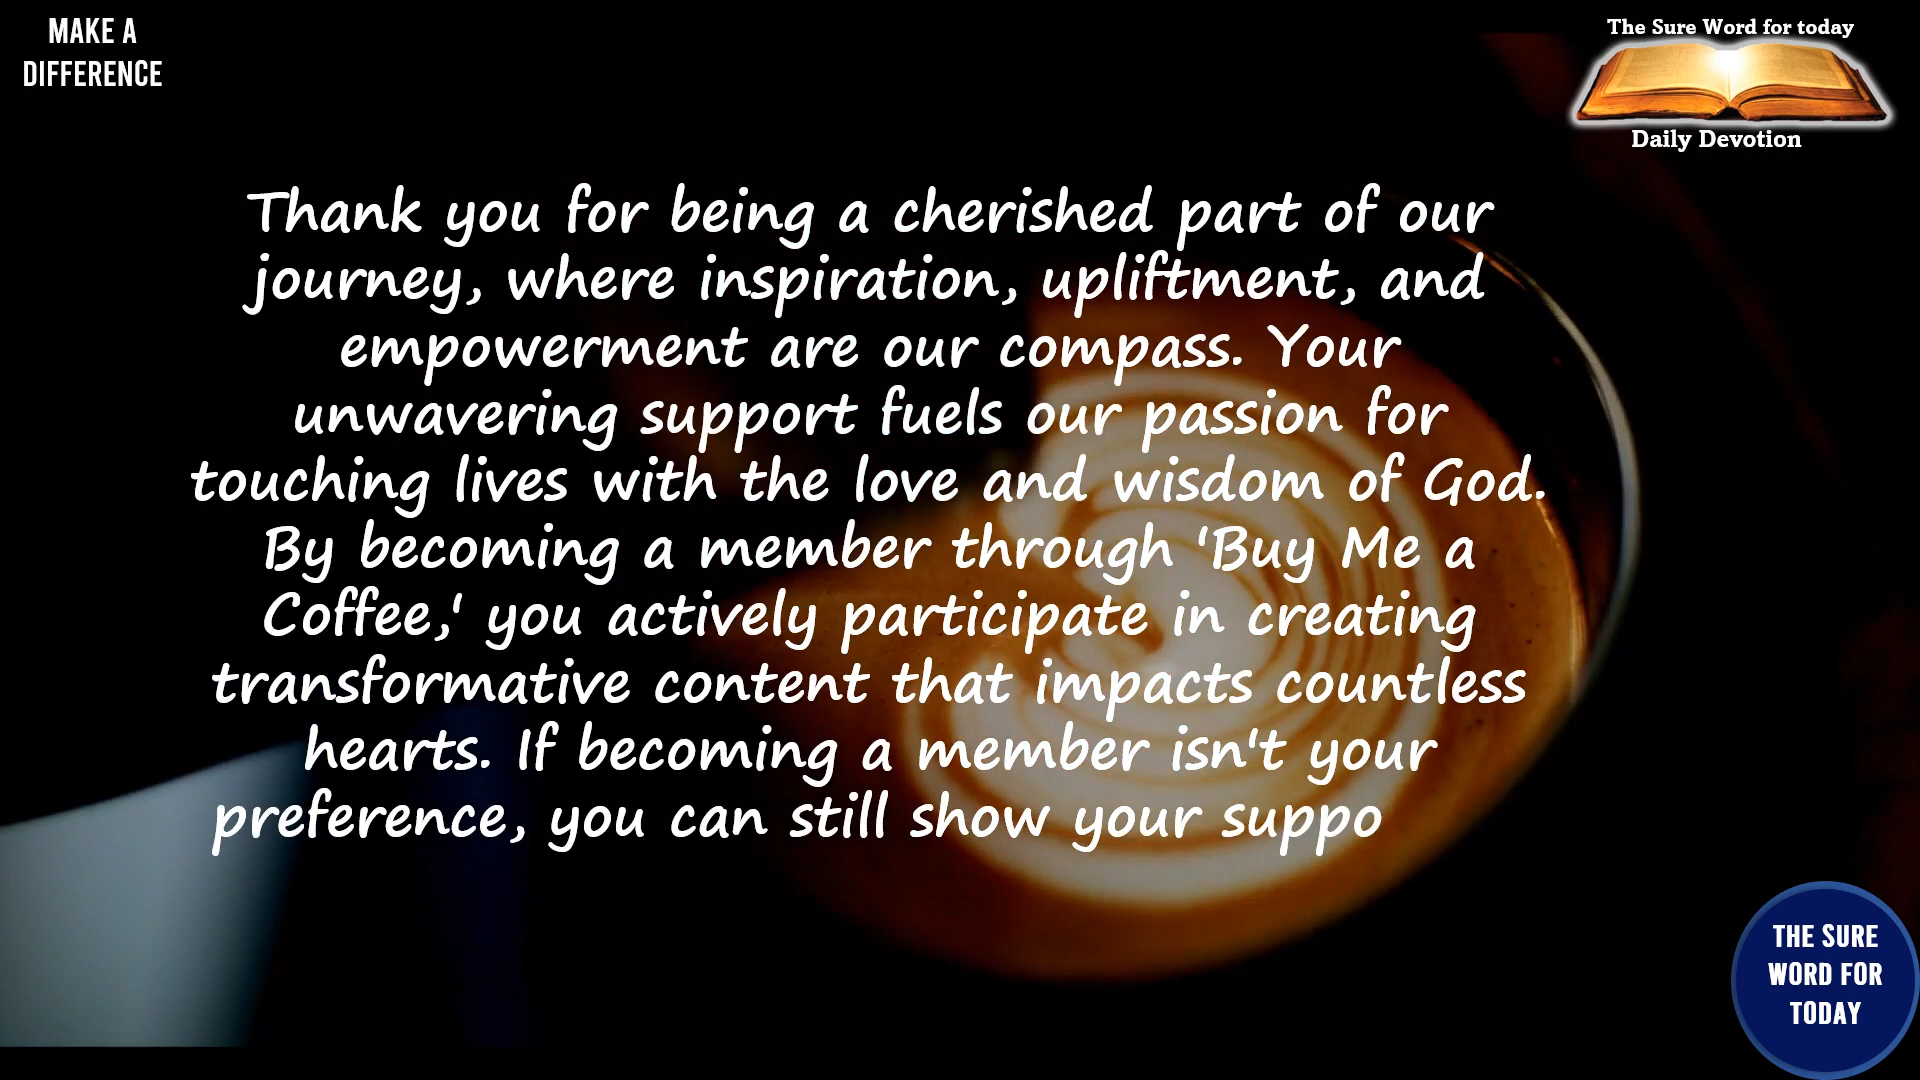 MAKE A
DIFFERENCE
The Sure Word for today
Daily Devotion
Thank you for being a cherished part of our
journey, where inspiration, upliftment, and
empowerment are our compass. Your
unwavering support fuels our passion for
touching lives with the love and wisdom of God.
By becoming a member through 'Buy Me a
Coffee,' you actively participate in creating
transformative content that impacts countless
hearts. If becoming a member isn't your
preference, you can still show your suppo
THE SURE
WORD FOR
TODAY